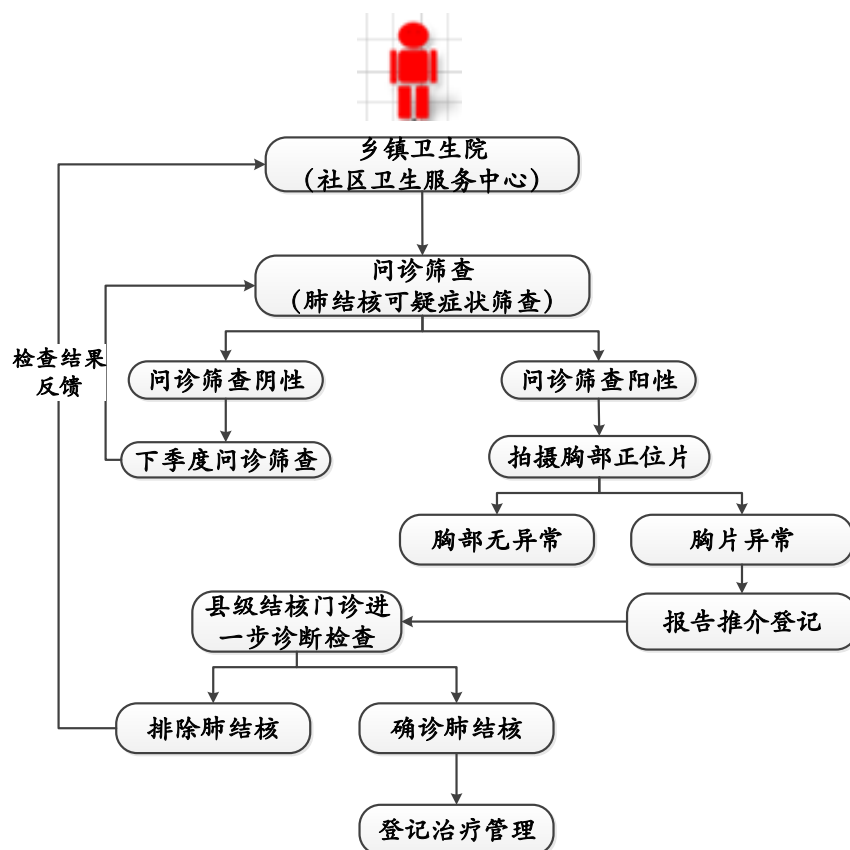 乡镇卫生院
（社区卫生服务中心）
问诊筛查
（肺结核可疑症状筛查）
检查结果
反馈
问诊筛查阴性
问诊筛查阳性
下季度问诊筛查
拍摄胸部正位片
胸部无异常
胸片异常
县级结核门诊进
一步诊断检查
报告推介登记
排除肺结核
确诊肺结核
登记治疗管理